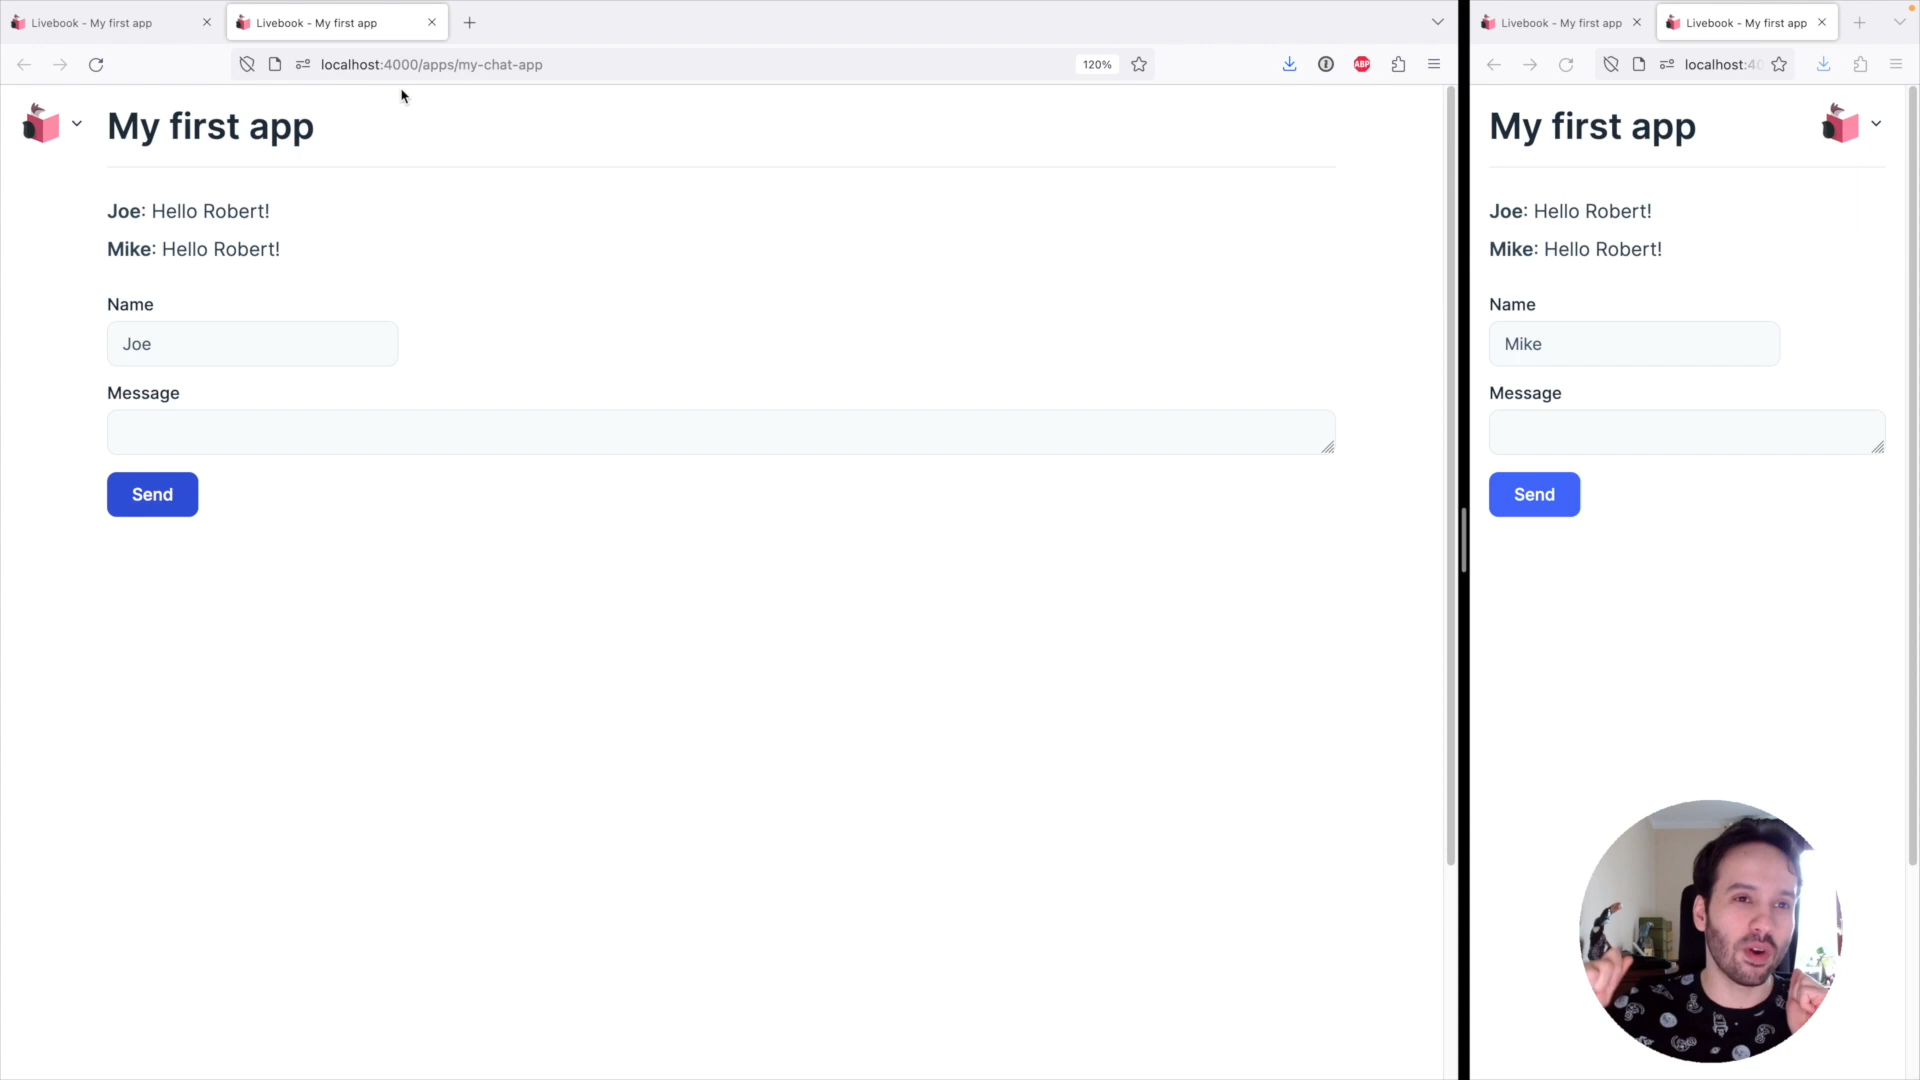 Livebook - My first app
Livebook - My first app
localhost:4000/apps/my-chat-app
120%
ABP
My first app
Joe: Hello Robert!
Mike: Hello Robert!
Name
Joe
Message
Send
Livebook - My first app
Livebook - My first app
localhost:40
My first app
Joe: Hello Robert!
Mike: Hello Robert!
Name
Mike
Message
Send